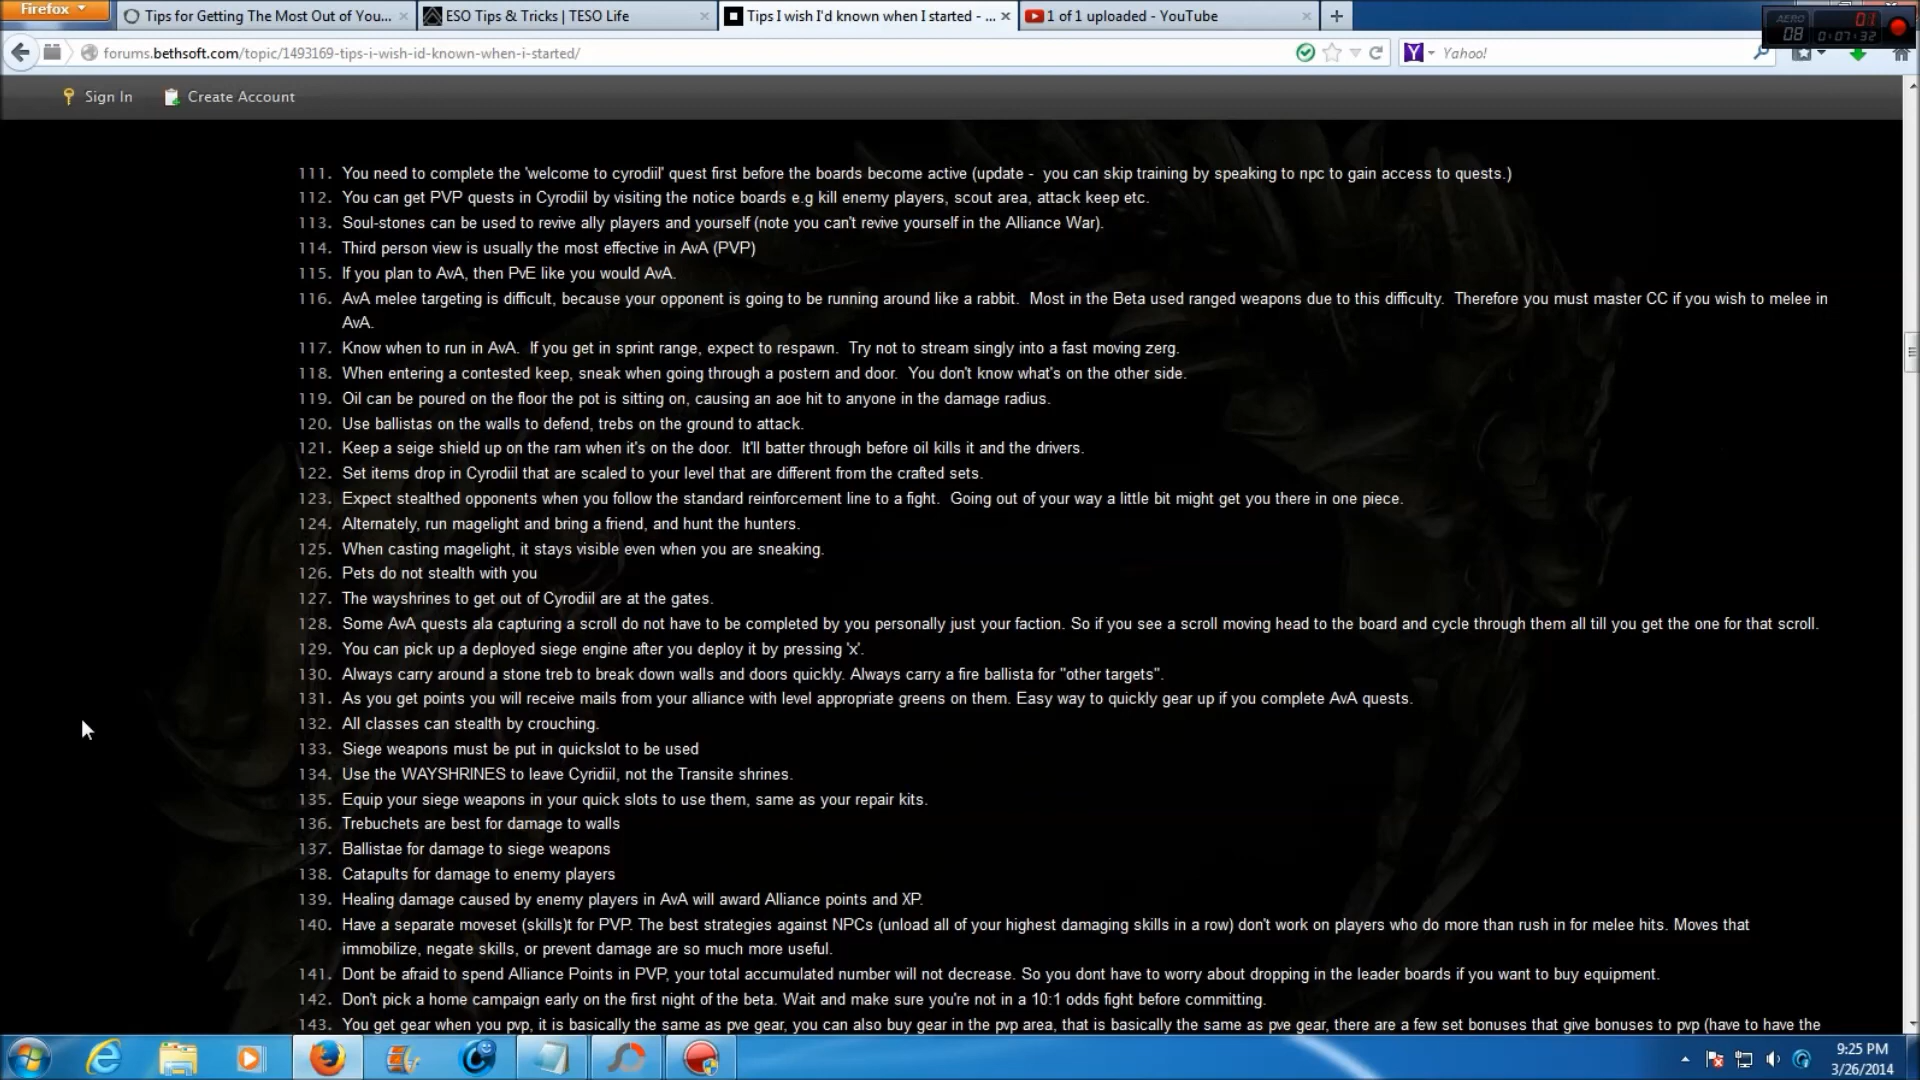 Firefox
Tips for Getting The Most Out of You...
ESO Tips & Tricks | TESO Life
Tips I wish I'd known when I started - ...
1 of 1 uploaded - YouTube
AERO
08
01
0:07:32
forums.bethsoft.com/topic/1493169-tips-i-wish-id-known-when-i-started/
Yahoo!
Sign In
Create Account
111. You need to complete the 'welcome to cyrodiil' quest first before the boards become active (update - you can skip training by speaking to npc to gain access to quests.)
112. You can get PVP quests in Cyrodiil by visiting the notice boards e.g kill enemy players, scout area, attack keep etc.
113. Soul-stones can be used to revive ally players and yourself (note you can't revive yourself in the Alliance War).
114. Third person view is usually the most effective in AvA (PVP)
115. If you plan to AvA, then PvE like you would AvA.
116. AvA melee targeting is difficult, because your opponent is going to be running around like a rabbit. Most in the Beta used ranged weapons due to this difficulty. Therefore you must master CC if you wish to melee in
AvA.
117. Know when to run in AvA. If you get in sprint range, expect to respawn. Try not to stream singly into a fast moving zerg.
118. When entering a contested keep, sneak when going through a postern and door. You don't know what's on the other side.
119. Oil can be poured on the floor the pot is sitting on, causing an aoe hit to anyone in the damage radius.
120. Use ballistas on the walls to defend, trebs on the ground to attack.
121. Keep a seige shield up on the ram when it's on the door. It'll batter through before oil kills it and the drivers.
122. Set items drop in Cyrodiil that are scaled to your level that are different from the crafted sets.
123. Expect stealthed opponents when you follow the standard reinforcement line to a fight. Going out of your way a little bit might get you there in one piece.
124. Alternately, run magelight and bring a friend, and hunt the hunters.
125. When casting magelight, it stays visible even when you are sneaking.
126. Pets do not stealth with you
127. The wayshrines to get out of Cyrodiil are at the gates.
128. Some AvA quests ala capturing a scroll do not have to be completed by you personally just your faction. So if you see a scroll moving head to the board and cycle through them all till you get the one for that scroll.
129. You can pick up a deployed siege engine after you deploy it by pressing 'x'.
130. Always carry around a stone treb to break down walls and doors quickly. Always carry a fire ballista for "other targets".
131. As you get points you will receive mails from your alliance with level appropriate greens on them. Easy way to quickly gear up if you complete AvA quests.
132. All classes can stealth by crouching.
133. Siege weapons must be put in quickslot to be used
134. Use the WAYSHRINES to leave Cyridiil, not the Transite shrines.
135. Equip your siege weapons in your quick slots to use them, same as your repair kits.
136. Trebuchets are best for damage to walls
137. Ballistae for damage to siege weapons
138. Catapults for damage to enemy players
139. Healing damage caused by enemy players in AvA will award Alliance points and XP.
140. Have a separate moveset (skills)t for PVP. The best strategies against NPCs (unload all of your highest damaging skills in a row) don't work on players who do more than rush in for melee hits. Moves that
immobilize, negate skills, or prevent damage are so much more useful.
141. Dont be afraid to spend Alliance Points in PVP, your total accumulated number will not decrease. So you dont have to worry about dropping in the leader boards if you want to buy equipment.
142. Don't pick a home campaign early on the first night of the beta. Wait and make sure you're not in a 10:1 odds fight before committing.
143. You get gear when you pvp, it is basically the same as pve gear, you can also buy gear in the pvp area, that is basically the same as pve gear, there are a few set bonuses that give bonuses to pvp (have to have the
9:25 PM
3/26/2014